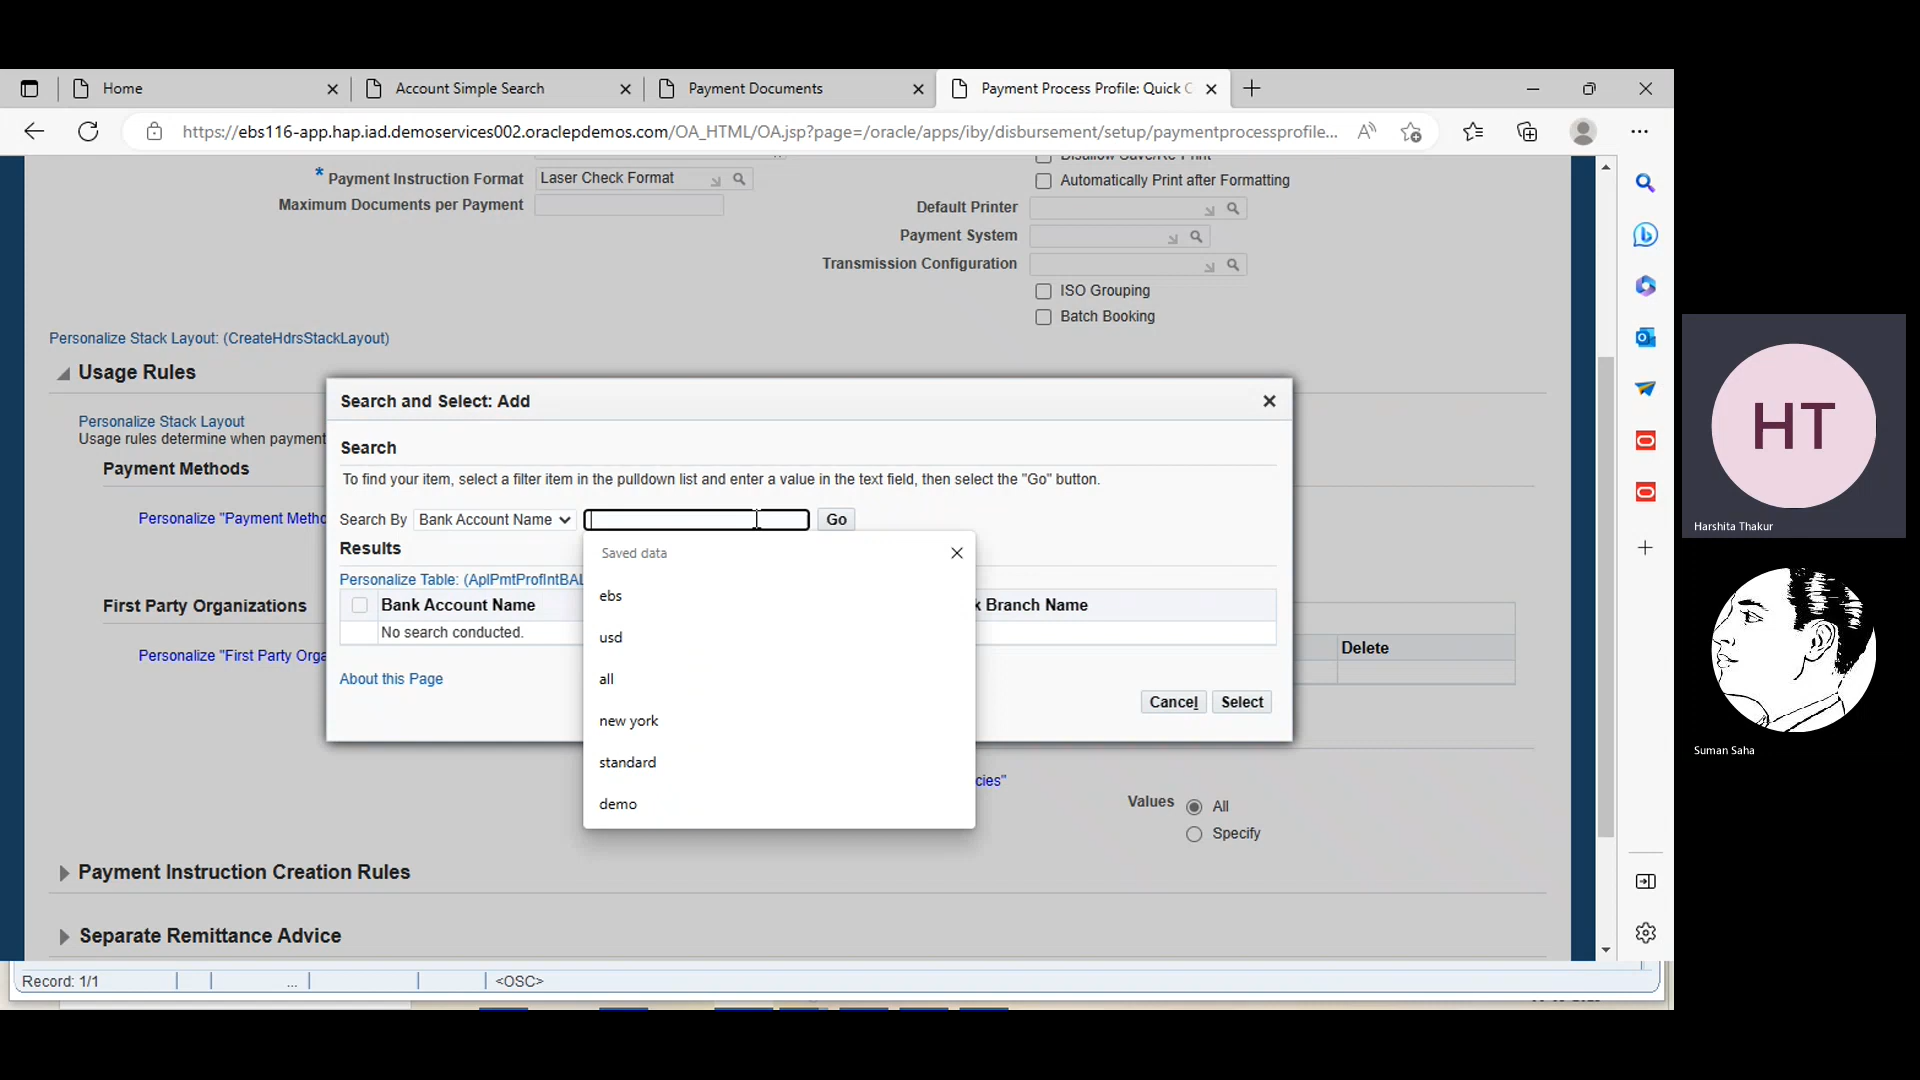 Home
Account Simple Search
Payment Documents
Payment Process Profile: Quick C
https://ebs116-app.hap.iad.demoservices002.oraclepdemos.com/OA_HTML/OA.jsp?page=/oracle/apps/iby/disbursement/setup/paymentprocessprofile...
Disallow Save/Re-Print
* Payment Instruction Format Laser Check Format
Automatically Print after Formatting
Maximum Documents per Payment
Default Printer
Payment System
Transmission Configuration
ISO Grouping
Batch Booking
Personalize Stack Layout: (CreateHdrsStackLayout)
Usage Rules
Personalize Stack Layout
Usage rules determine when payment
Payment Methods
Personalize "Payment Metho
First Party Organizations
Personalize "First Party Orga
Search and Select: Add
Search
To find your item, select a filter item in the pulldown list and enter a value in the text field, then select the "Go" button.
Search By Bank Account Name Go
Results
Personalize Table: (AplPmtProfIntBAL
Bank Account Name
k Branch Name
No search conducted.
About this Page
Cancel Select
Saved data
ebs
usd
all
new york
standard
demo
Delete
cies"
Values All
Specify
Payment Instruction Creation Rules
Separate Remittance Advice
Record: 1/1 ... <OSC>
HT
Harshita Thakur
Suman Saha